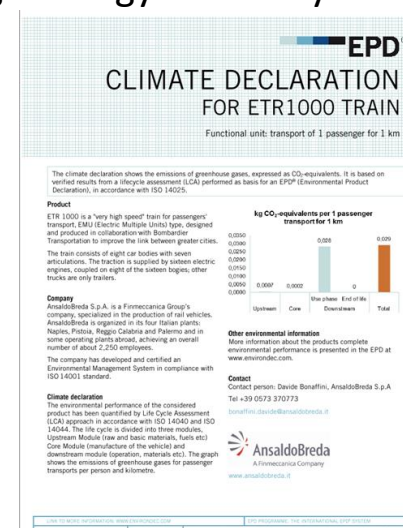 EPD®
CLIMATE DECLARATION
FOR ETR1000 TRAIN
Functional unit: transport of 1 passenger for 1 km
The climate declaration shows the emissions of greenhouse gases, expressed as CO₂-equivalents. It is based on
verified results from a lifecycle assessment (LCA) performed as basis for an EPD® (Environmental Product
Declaration), in accordance with ISO 14025.
Product
ETR 1000 is a "very high speed" train for passengers'
transport, EMU (Electric Multiple Units) type, designed
and produced in collaboration with Bombardier
Transportation to improve the link between greater cities.
The train consists of eight car bodies with seven
articulations. The traction is supplied by sixteen electric
engines, coupled on eight of the sixteen bogies; other
trucks are only trailers.
Company
AnsaldoBreda S.p.A. is a Finmeccanica Group's
company, specialized in the production of rail vehicles.
AnsaldoBreda is organized in its four Italian plants:
Naples, Pistoia, Reggio Calabria and Palermo and in
some operating plants abroad, achieving an overall
number of about 2,250 employees.
The company has developed and certified an
Environmental Management System in compliance with
ISO 14001 standard.
Climate declaration
The environmental performance of the considered
product has been quantified by Life Cycle Assessment
(LCA) approach in accordance with ISO 14040 and ISO
14044. The life cycle is divided into three modules,
Upstream Module (raw and basic materials, fuels etc)
Core Module (manufacture of the vehicle) and
downstream module (operation, materials etc). The graph
shows the emissions of greenhouse gases for passenger
transports per person and kilometre.
kg CO₂-equivalents per 1 passenger
transport for 1 km
0,0350
0,0300
0,0250
0,0200
0,0150
0,0100
0,0050
0,0000
0,0007 0,0002 0,028 0 0,029
Use phase End of life
Upstream Core Downstream Total
Other environmental information
More information about the products complete
environmental performance is presented in the EPD at
www.environdec.com.
Contact
Contact person: Davide Bonaffini, AnsaldoBreda S.p.A
Tel +39 0573 370773
bonaffini.davide@ansaldobreda.it
AnsaldoBreda
A Finmeccanica Company
www.ansaldobreda.it
LINK TO MORE INFORMATION: WWW.ENVIRONDEC.COM
EPD PROGRAMME: THE INTERNATIONAL EPD SYSTEM